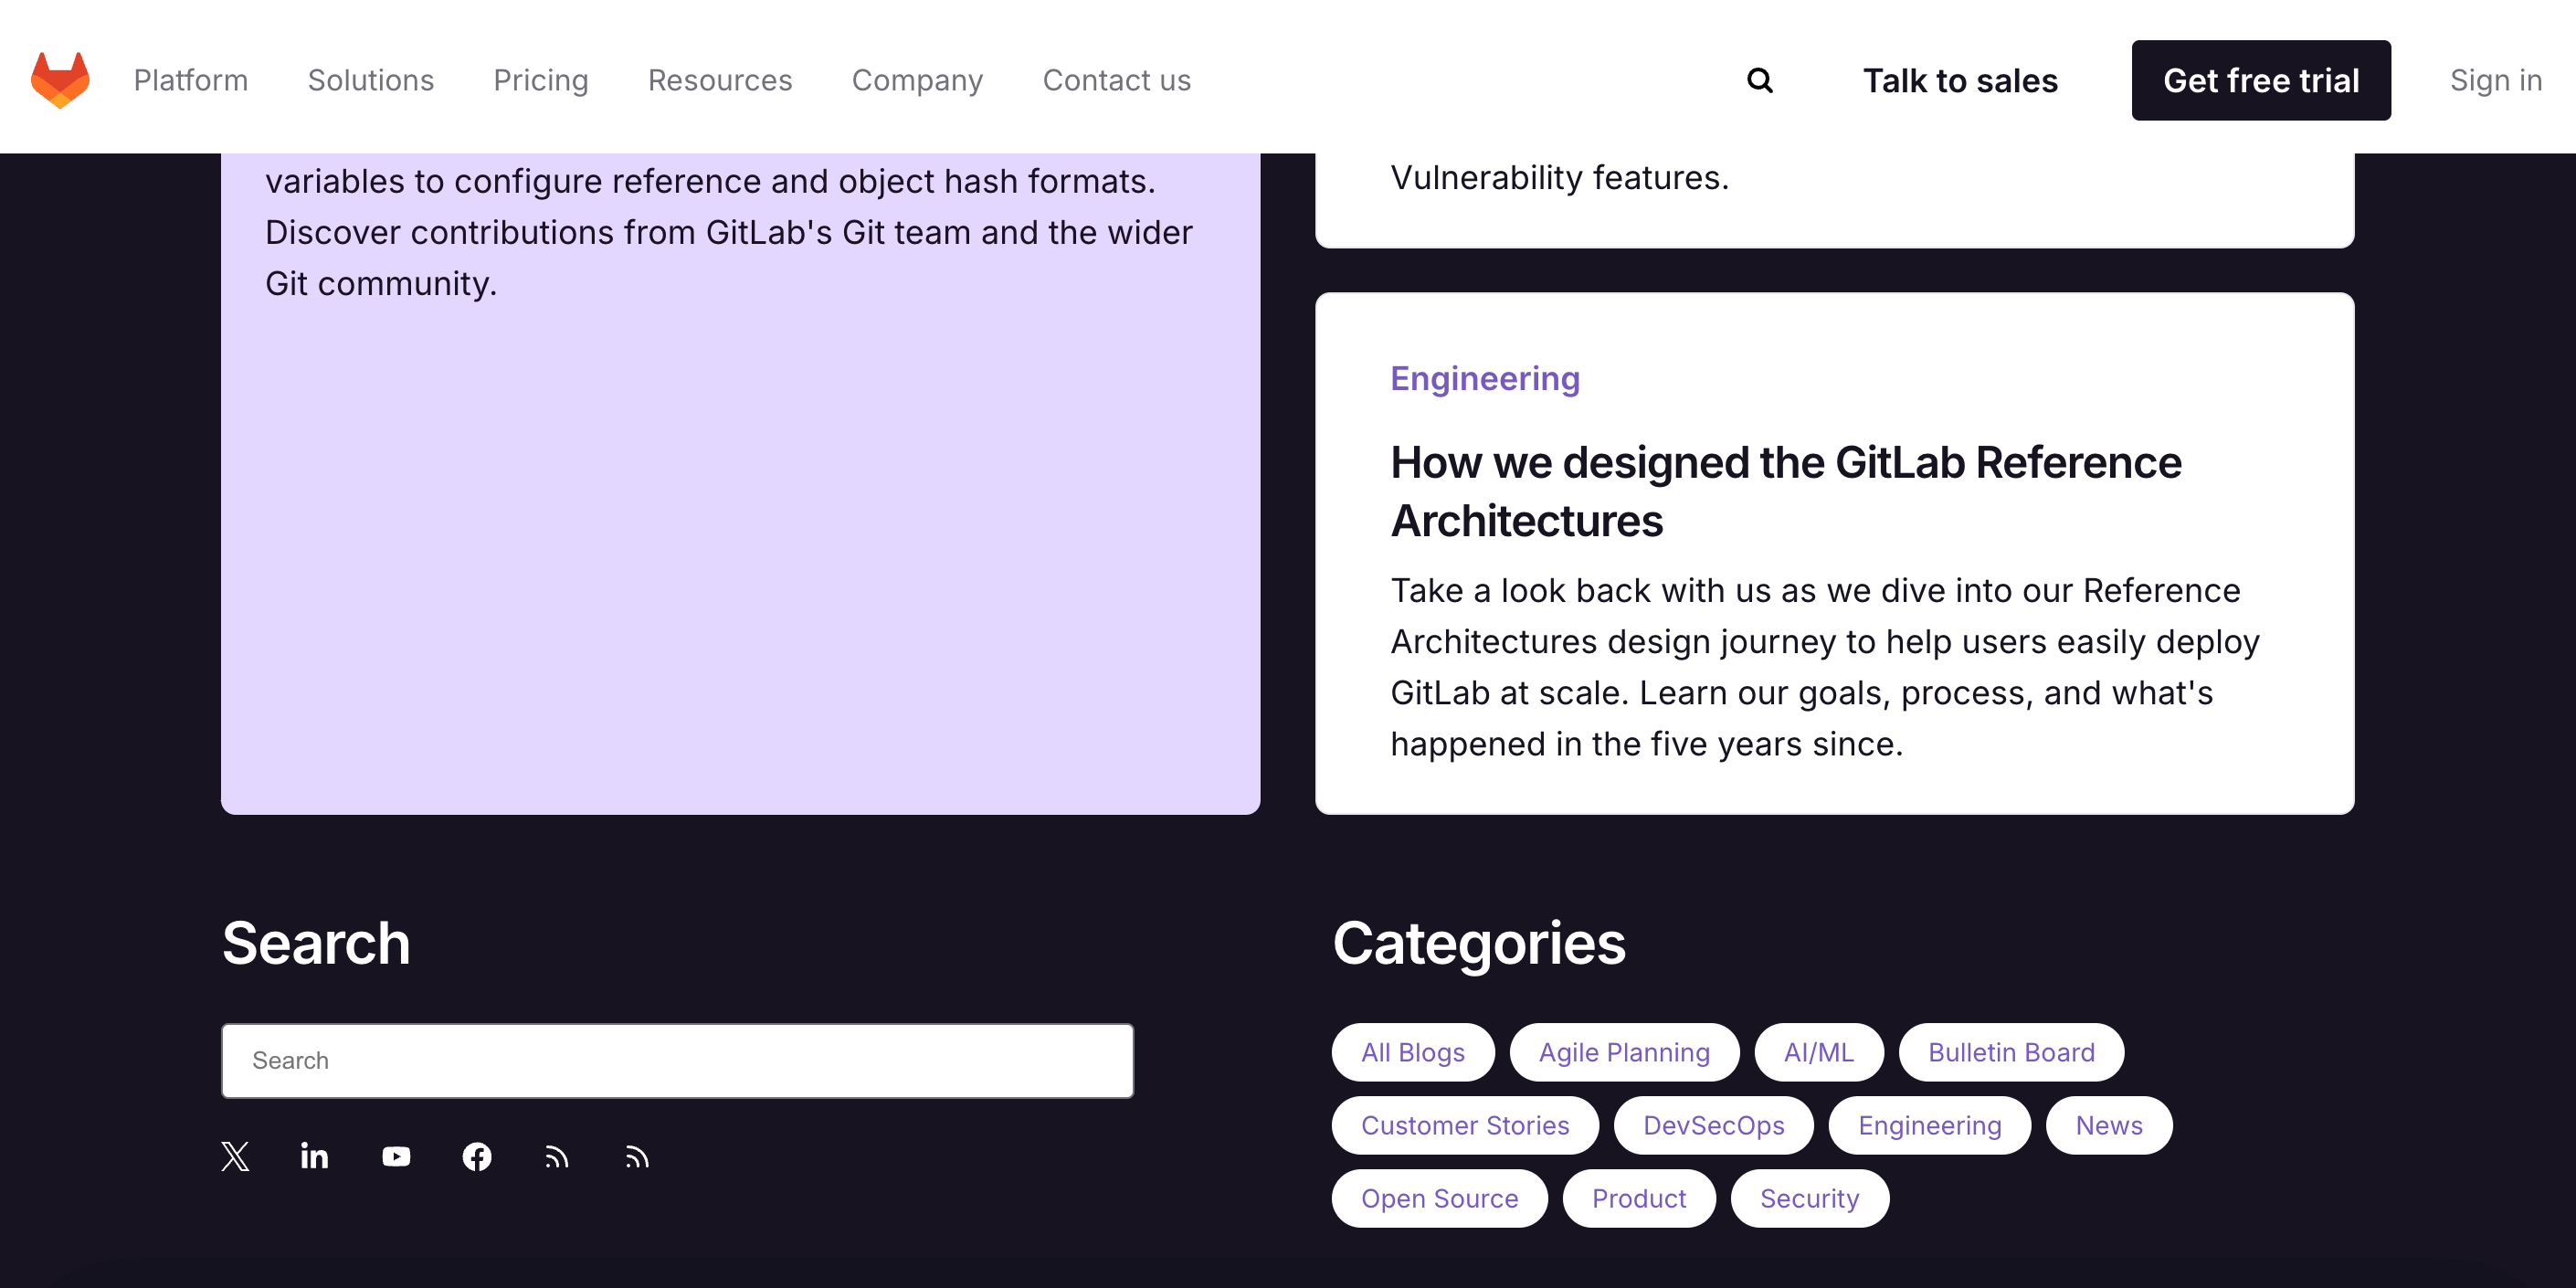 Platform Solutions Pricing Resources Company Contact us Talk to sales Get free trial Sign in
variables to configure reference and object hash formats.
Discover contributions from GitLab's Git team and the wider
Git community.
Vulnerability features.
Engineering
How we designed the GitLab Reference
Architectures
Take a look back with us as we dive into our Reference
Architectures design journey to help users easily deploy
GitLab at scale. Learn our goals, process, and what's
happened in the five years since.
Search
Search
Categories
All Blogs Agile Planning AI/ML Bulletin Board
Customer Stories DevSecOps Engineering News
Open Source Product Security